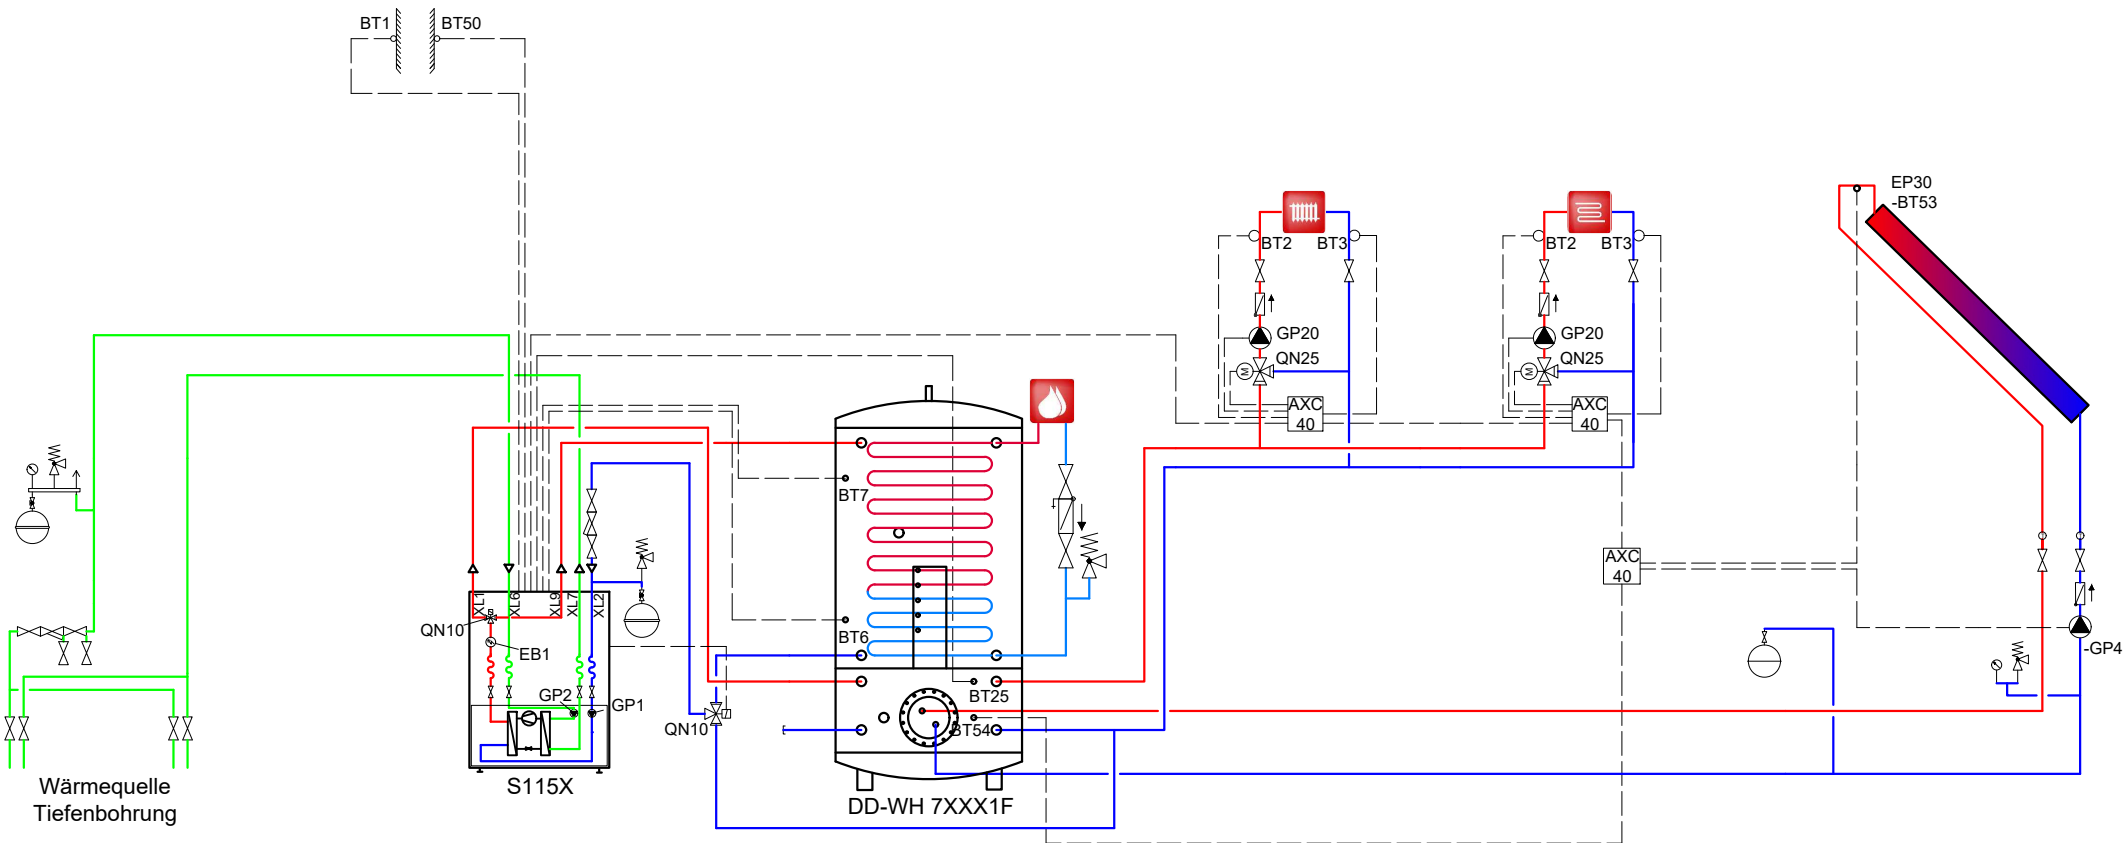 BT1
BT50
EP30
-BT53
BT2
BT3
BT2
BT3
GP20
GP20
QN25
QN25
M
M
AXC
40
AXC
40
BT7
AXC
40
XL1
XL6
XL9
XL7
XL2
QN10
EB1
BT6
-GP4
GP2
GP1
BT25
QN10
BT54
S115X
DD-WH 7XXX1F
Wärmequelle
Tiefenbohrung